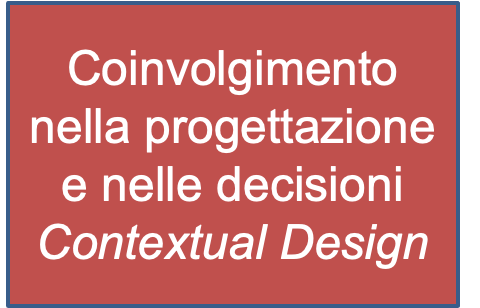 Coinvolgimento
nella progettazione
e nelle decisioni
Contextual Design